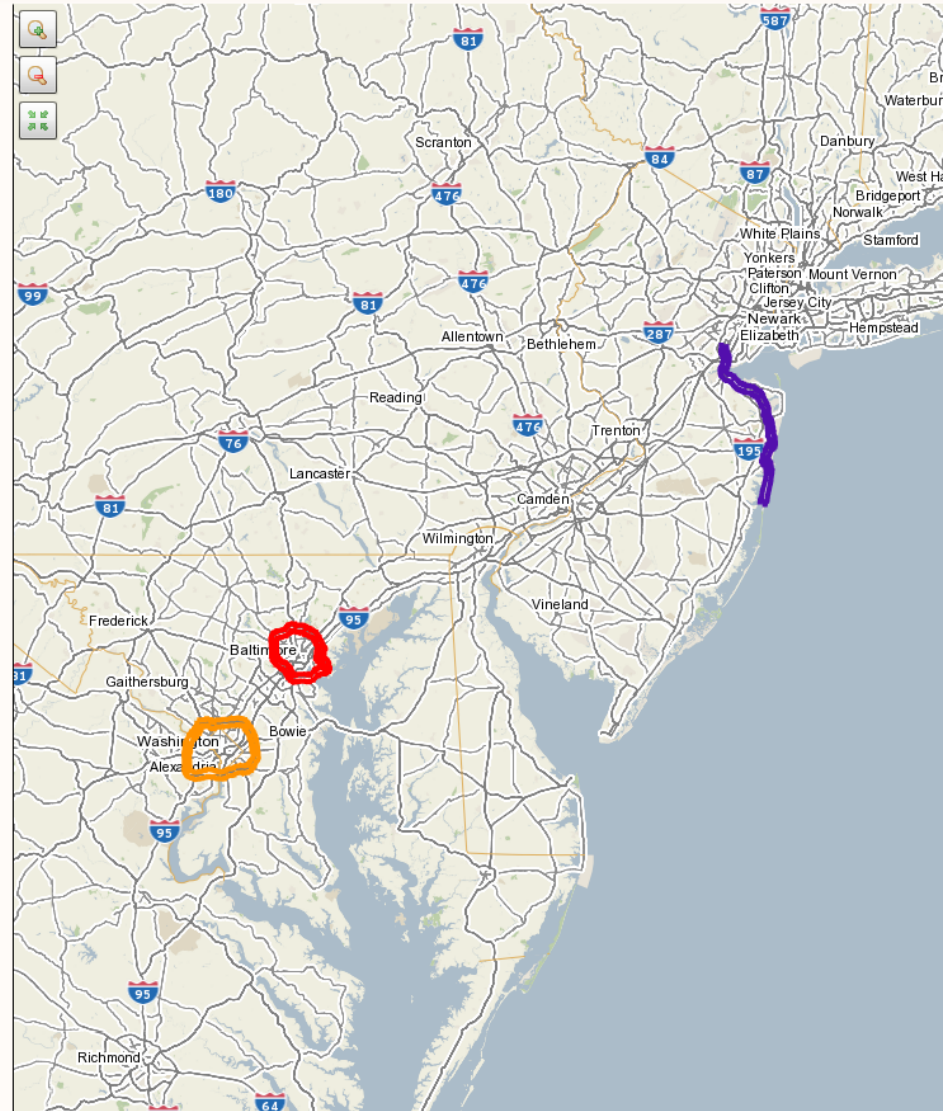 587
81
Br
Waterbur
Danbury
Scranton
84
87
West Ha
180
476
Bridgeport
Norwalk
White Plains
Stamford
Yonkers
Paterson
Mount Vernon
Clifton
99
476
81
Jersey City
Newark
Hempstead
287
Elizabeth
Allentown
Bethlehem
Reading
476
Trenton
76
195
Lancaster
Camden
81
Wilmington
Vineland
95
Frederick
Baltimore
31
Gaithersburg
Bowie
Washington
Alexandria
95
95
Richmond
64